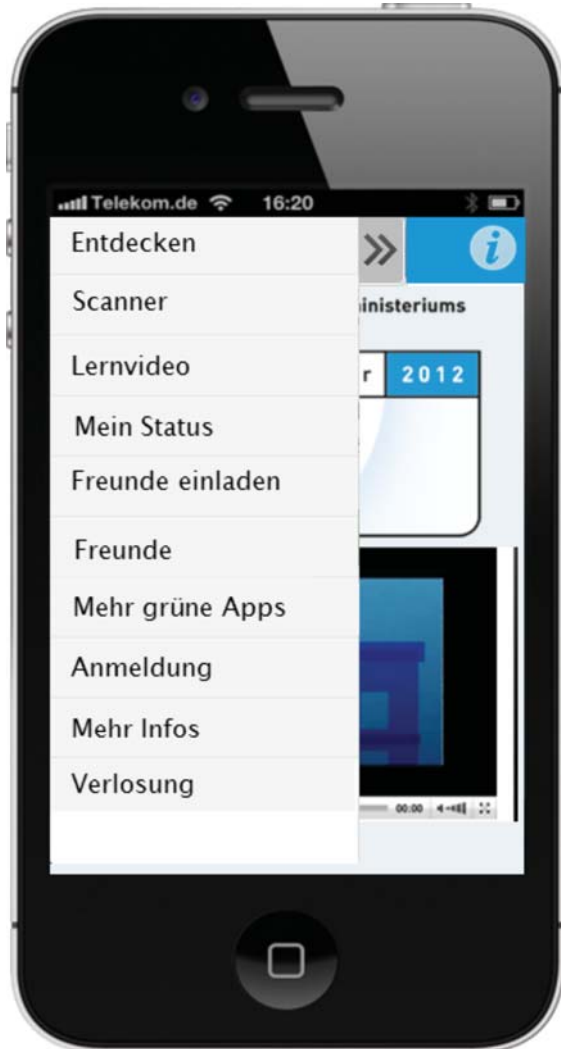 Telekom.de 16:20
Entdecken
i
Scanner
inisteriums
Lernvideo
r 2012
Mein Status
Freunde einladen
Freunde
Mehr grüne Apps
Anmeldung
Mehr Infos
Verlosung
00:00